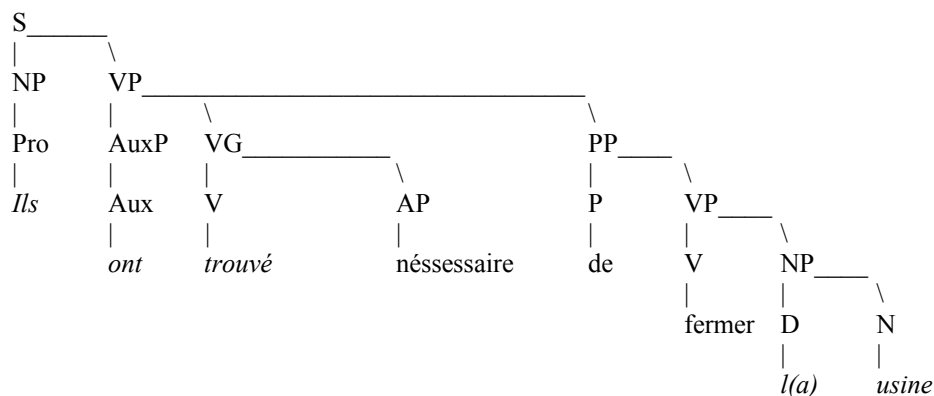 S
NP VP
Pro AuxP VG PP
Ils Aux V AP P VP
ont trouvé néssessaire de V NP
fermer D N
l(a) usine